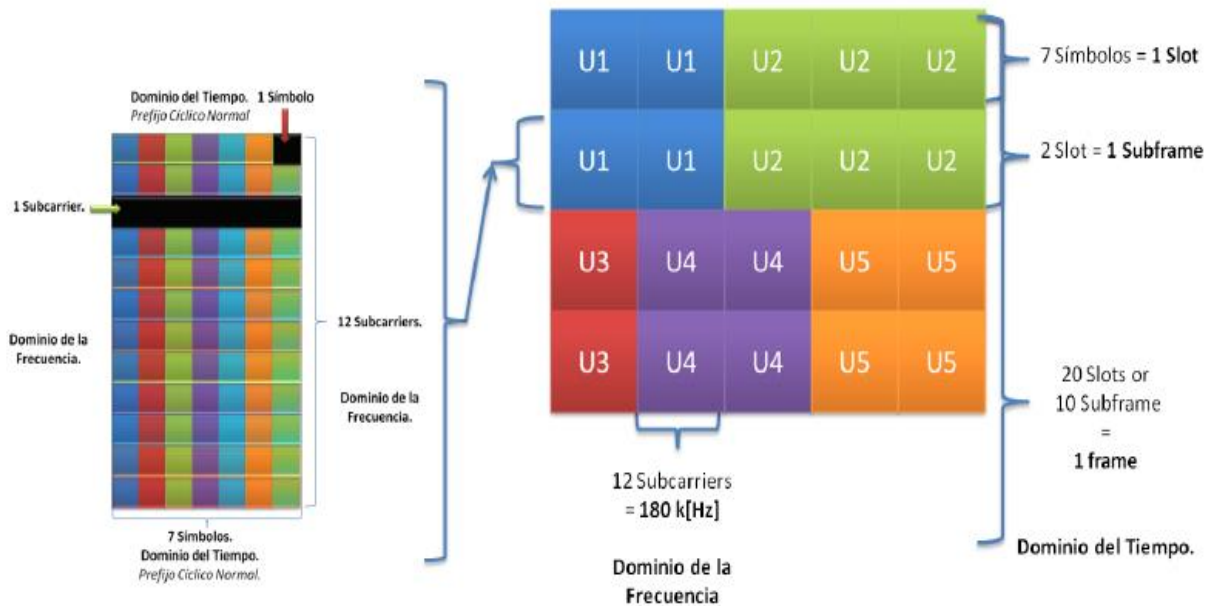 Dominio del Tiempo. 1 Símbolo
Prefijo Cíclico Normal
1 Subcarrier.
Dominio de la
Frecuencia.
12 Subcarriers.
Dominio de la
Frecuencia.
7 Símbolos.
Dominio del Tiempo.
Prefijo Cíclico Normal.
U1 U1 U2 U2 U2
U1 U1 U2 U2 U2
U3 U4 U4 U5 U5
U3 U4 U4 U5 U5
12 Subcarriers
= 180 k[Hz]
Dominio de la
Frecuencia
7 Símbolos = 1 Slot
2 Slot = 1 Subframe
20 Slots or
10 Subframe
=
1 frame
Dominio del Tiempo.